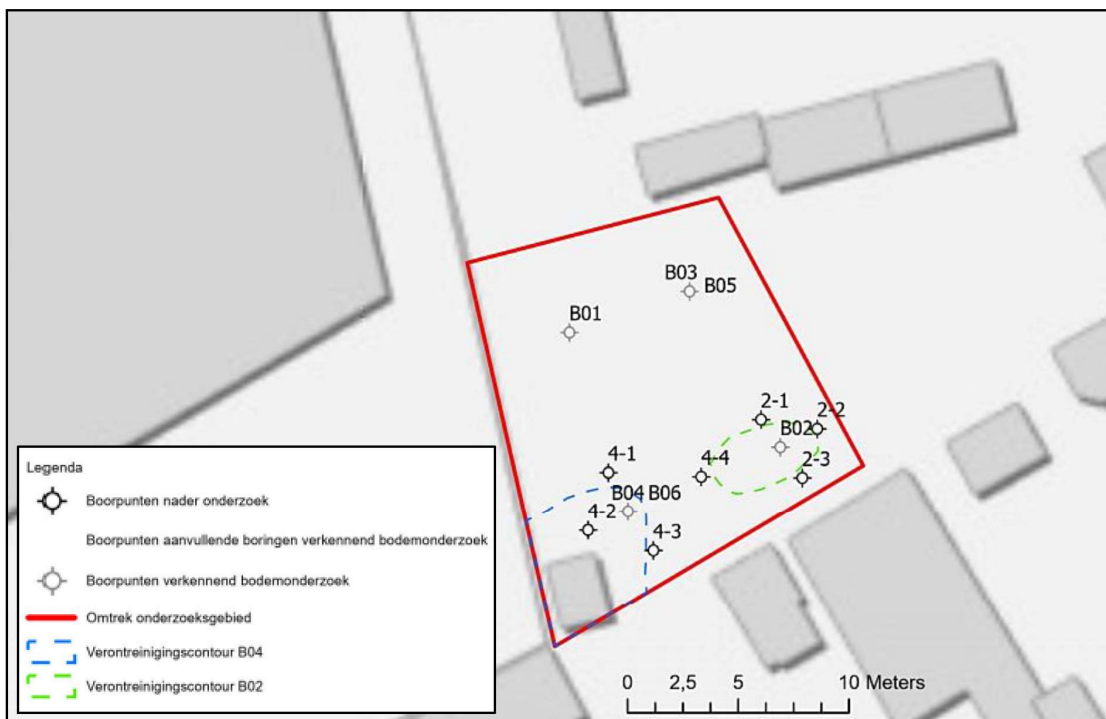 B03
B05
B01
2-1
2-2
B02
4-1
4-4
2-3
B04 B06
4-2
4-3
Legenda
Boorpunten nader onderzoek
Boorpunten aanvullende boringen verkennend bodemonderzoek
Boorpunten verkennend bodemonderzoek
Omtrek onderzoeksgebied
Verontreinigingscontour B04
Verontreinigingscontour B02
0 2,5 5 10 Meters